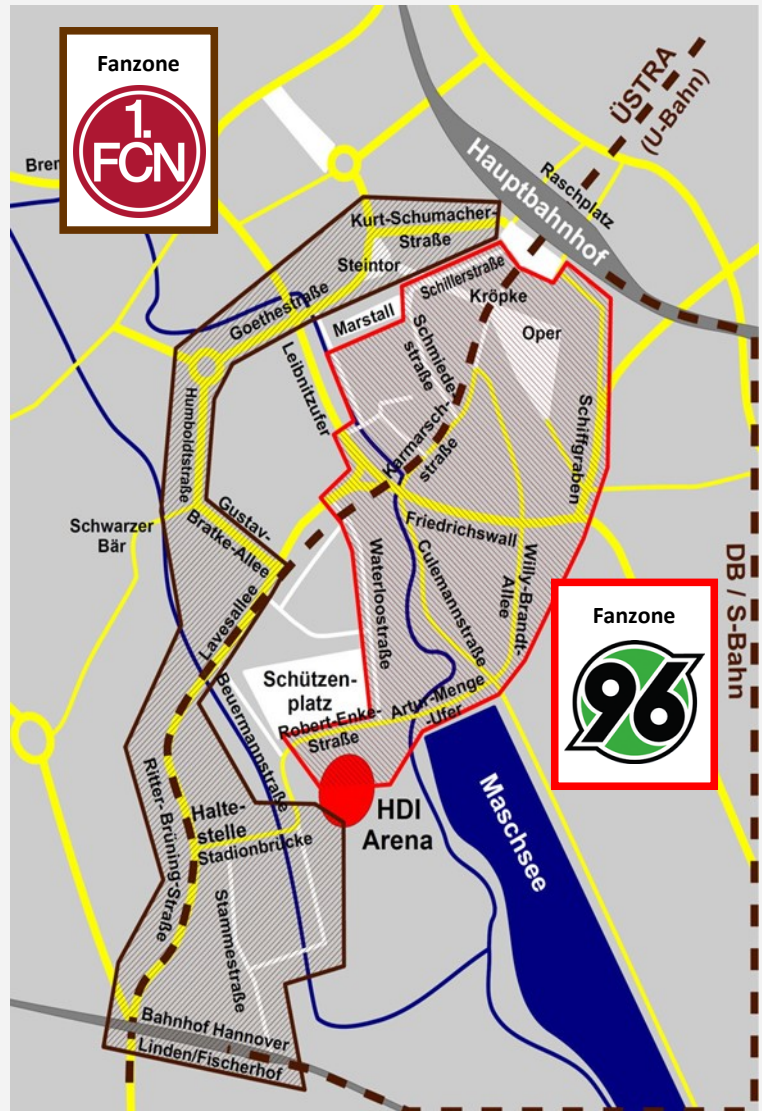 Fanzone
1.
FCN
ÜSTRA
(U-Bahn)
Hauptbahnhof
Raschplatz
Kurt-Schumacher-
Straße
Steintor
Goethestraße
Marstall
Schillerstraße
Kröpke
Oper
Schmiede-
straße
Leibnitzufer
Karmarsch-
straße
Schiffgraben
Humboldtstraße
Gustav-
Bratke-Allee
Schwarzer
Bär
Friedrichswall
Waterloostraße
Culemannstraße
Willy-Brandt-
Allee
DB / S-Bahn
Fanzone
96
Lavesallee
Beuermannstraße
Schützen-
platz
Robert-Enke-
Straße
Artur-Menge
-Ufer
HDI
Arena
Maschsee
Ritter- Brüning-Straße
Halte-
stelle
Stadionbrücke
Stammestraße
Bahnhof Hannover
Linden/Fischerhof